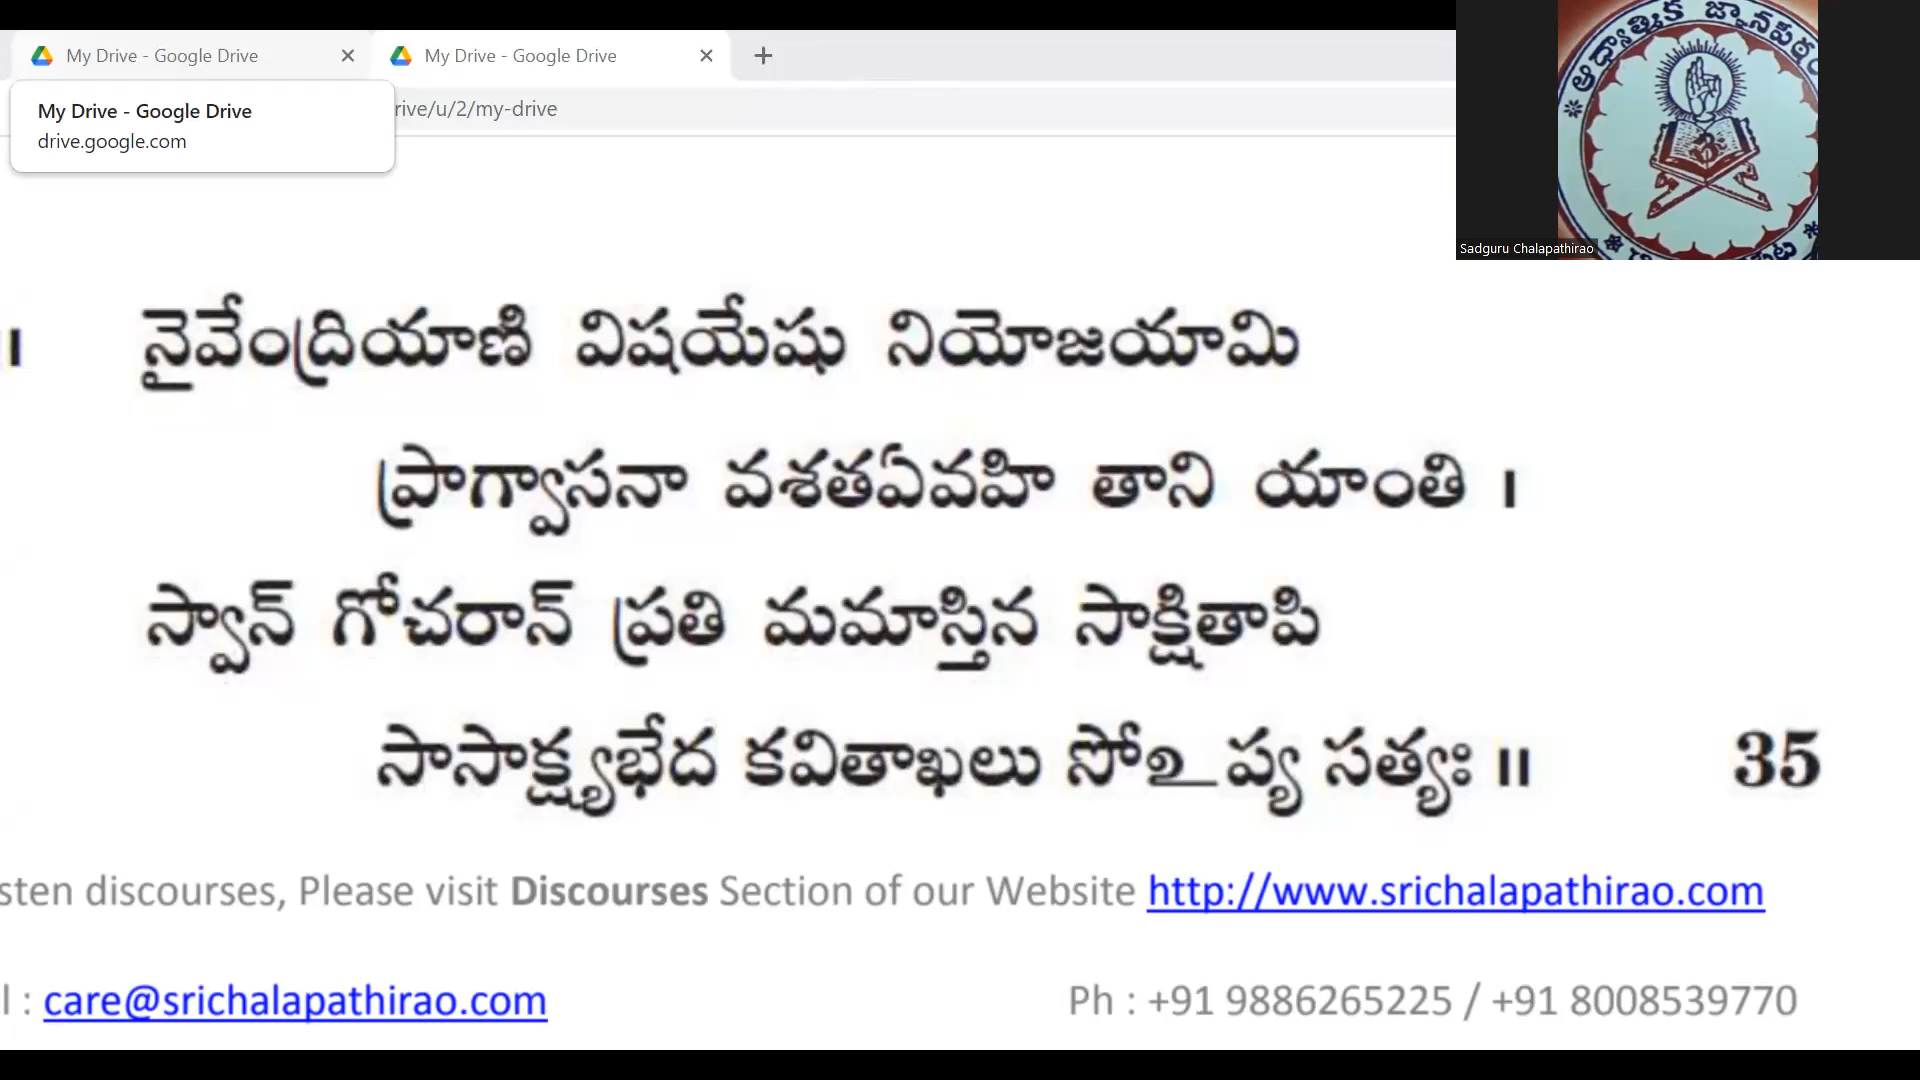 My Drive - Google Drive
My Drive - Google Drive
My Drive - Google Drive
drive.google.com
rive/u/2/my-drive
ఆధ్యాత్మిక
Sadguru Chalapathirao
। నైవేంద్రియాణి విషయేషు నియోజయామి
ప్రాగ్వాసనా వశతఏవహి తాని యాంతి ।
స్వాన్ గోచరాన్ ప్రతి మమాస్తిన సాక్షితాపి
సాసాక్ష్యభేద కవితాఖలు సోఽప్య సత్యః ॥ 35
sten discourses, Please visit Discourses Section of our Website http://www.srichalapathirao.com
l : care@srichalapathirao.com Ph : +91 9886265225 / +91 8008539770